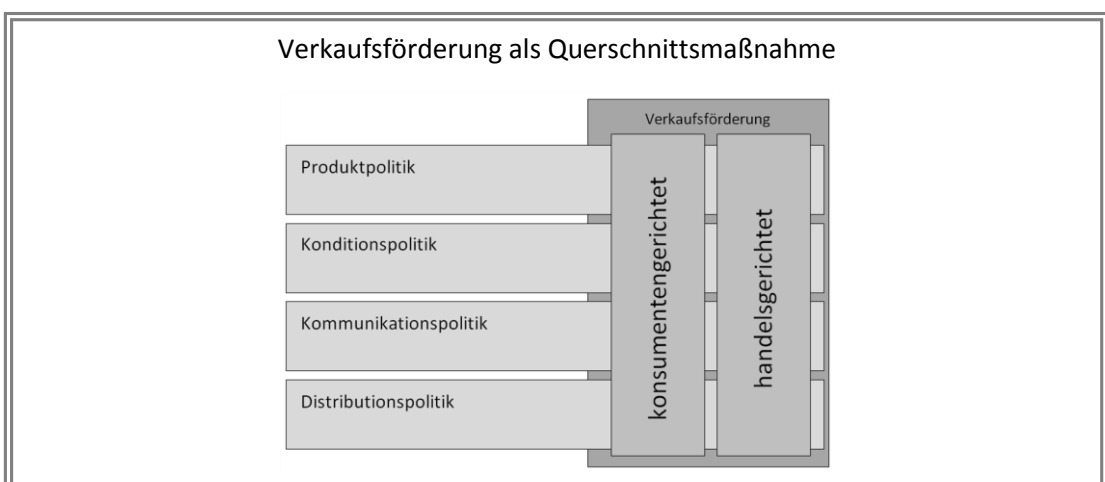 Verkaufsförderung als Querschnittsmaßnahme
Verkaufsförderung
Produktpolitik
Konditionspolitik
Kommunikationspolitik
Distributionspolitik
konsumentengerichtet
handelsgerichtet